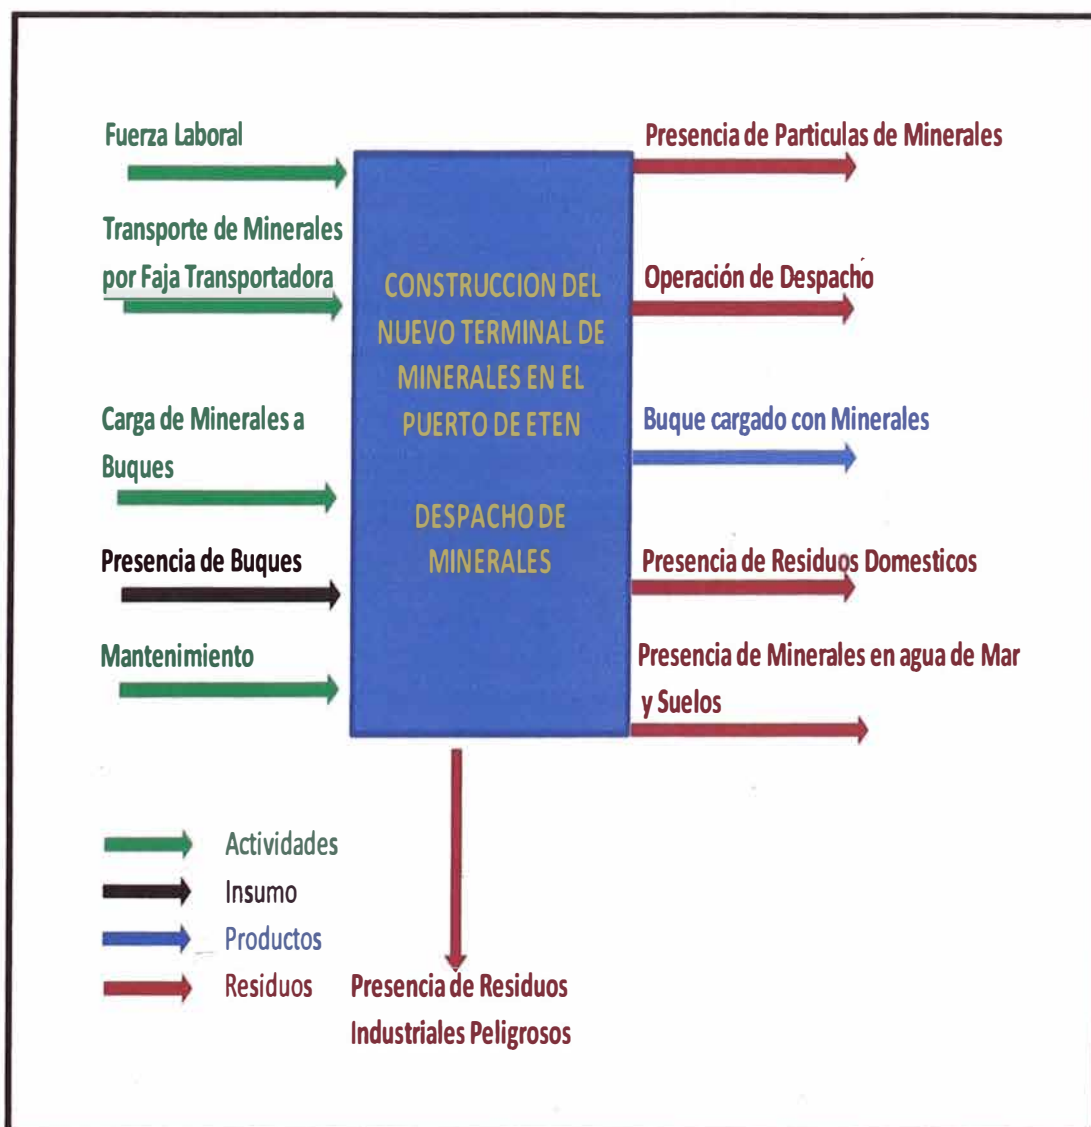 Fuerza Laboral
Transporte de Minerales
por Faja Transportadora
Carga de Minerales a
Buques
Presencia de Buques
Mantenimiento
CONSTRUCCION DEL
NUEVO TERMINAL DE
MINERALES EN EL
PUERTO DE ETEN
DESPACHO DE
MINERALES
Presencia de Particulas de Minerales
Operación de Despacho
Buque cargado con Minerales
Presencia de Residuos Domesticos
Presencia de Minerales en agua de Mar
y Suelos
Actividades
Insumo
Productos
Residuos
Presencia de Residuos
Industriales Peligrosos